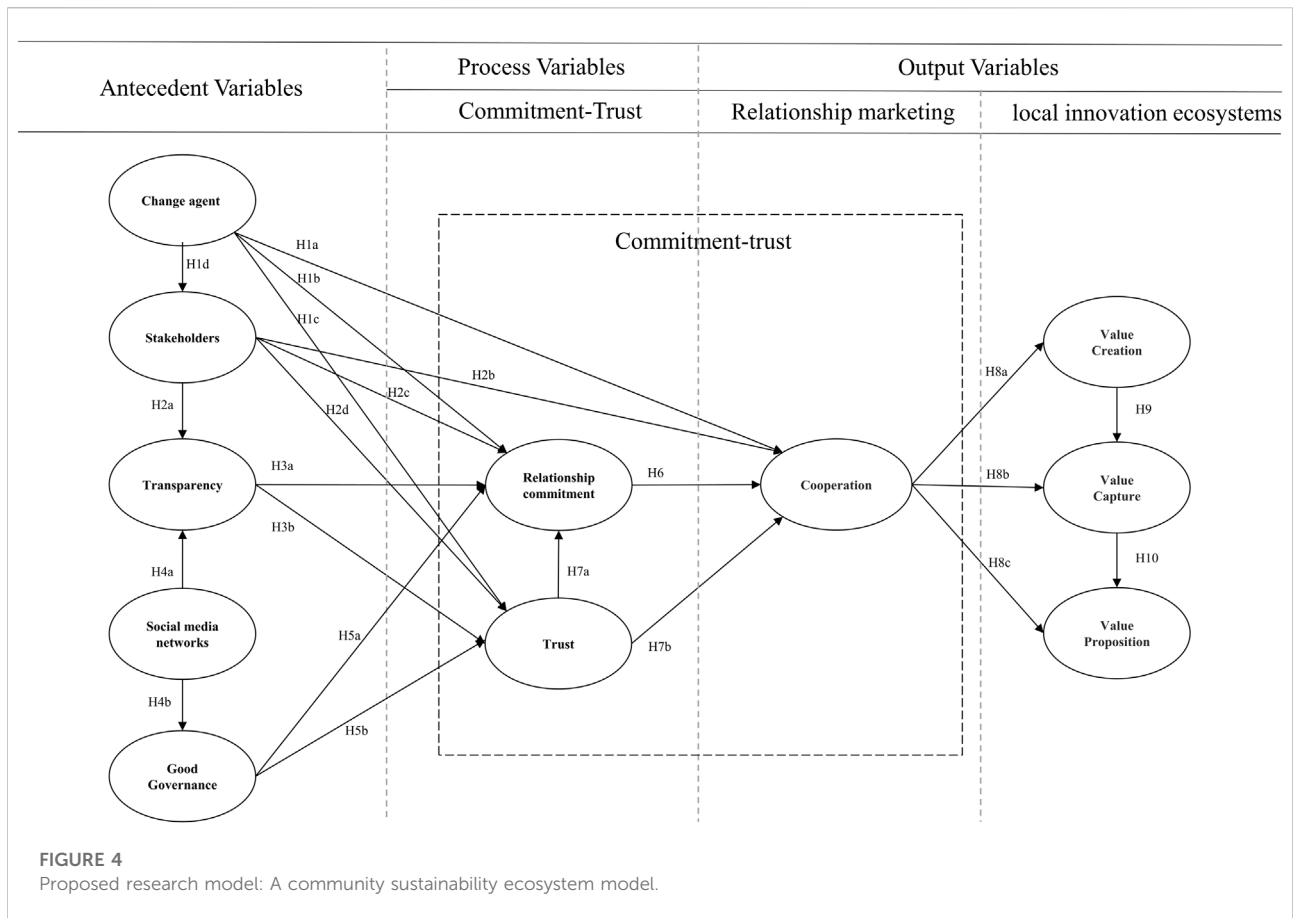 Antecedent Variables
Process Variables
Output Variables
Commitment-Trust
Relationship marketing
local innovation ecosystems
Change agent
H1d
Stakeholders
H2a
Transparency
H4a
Social media
networks
H4b
Good
Governance
H1a
H1b
H1c
H2b
H2c
H2d
H3a
H3b
H5a
H5b
Commitment-trust
Relationship
commitment
H6
H7a
Trust
H7b
Cooperation
H8a
H8b
H8c
Value
Creation
H9
Value
Capture
H10
Value
Proposition
FIGURE 4
Proposed research model: A community sustainability ecosystem model.